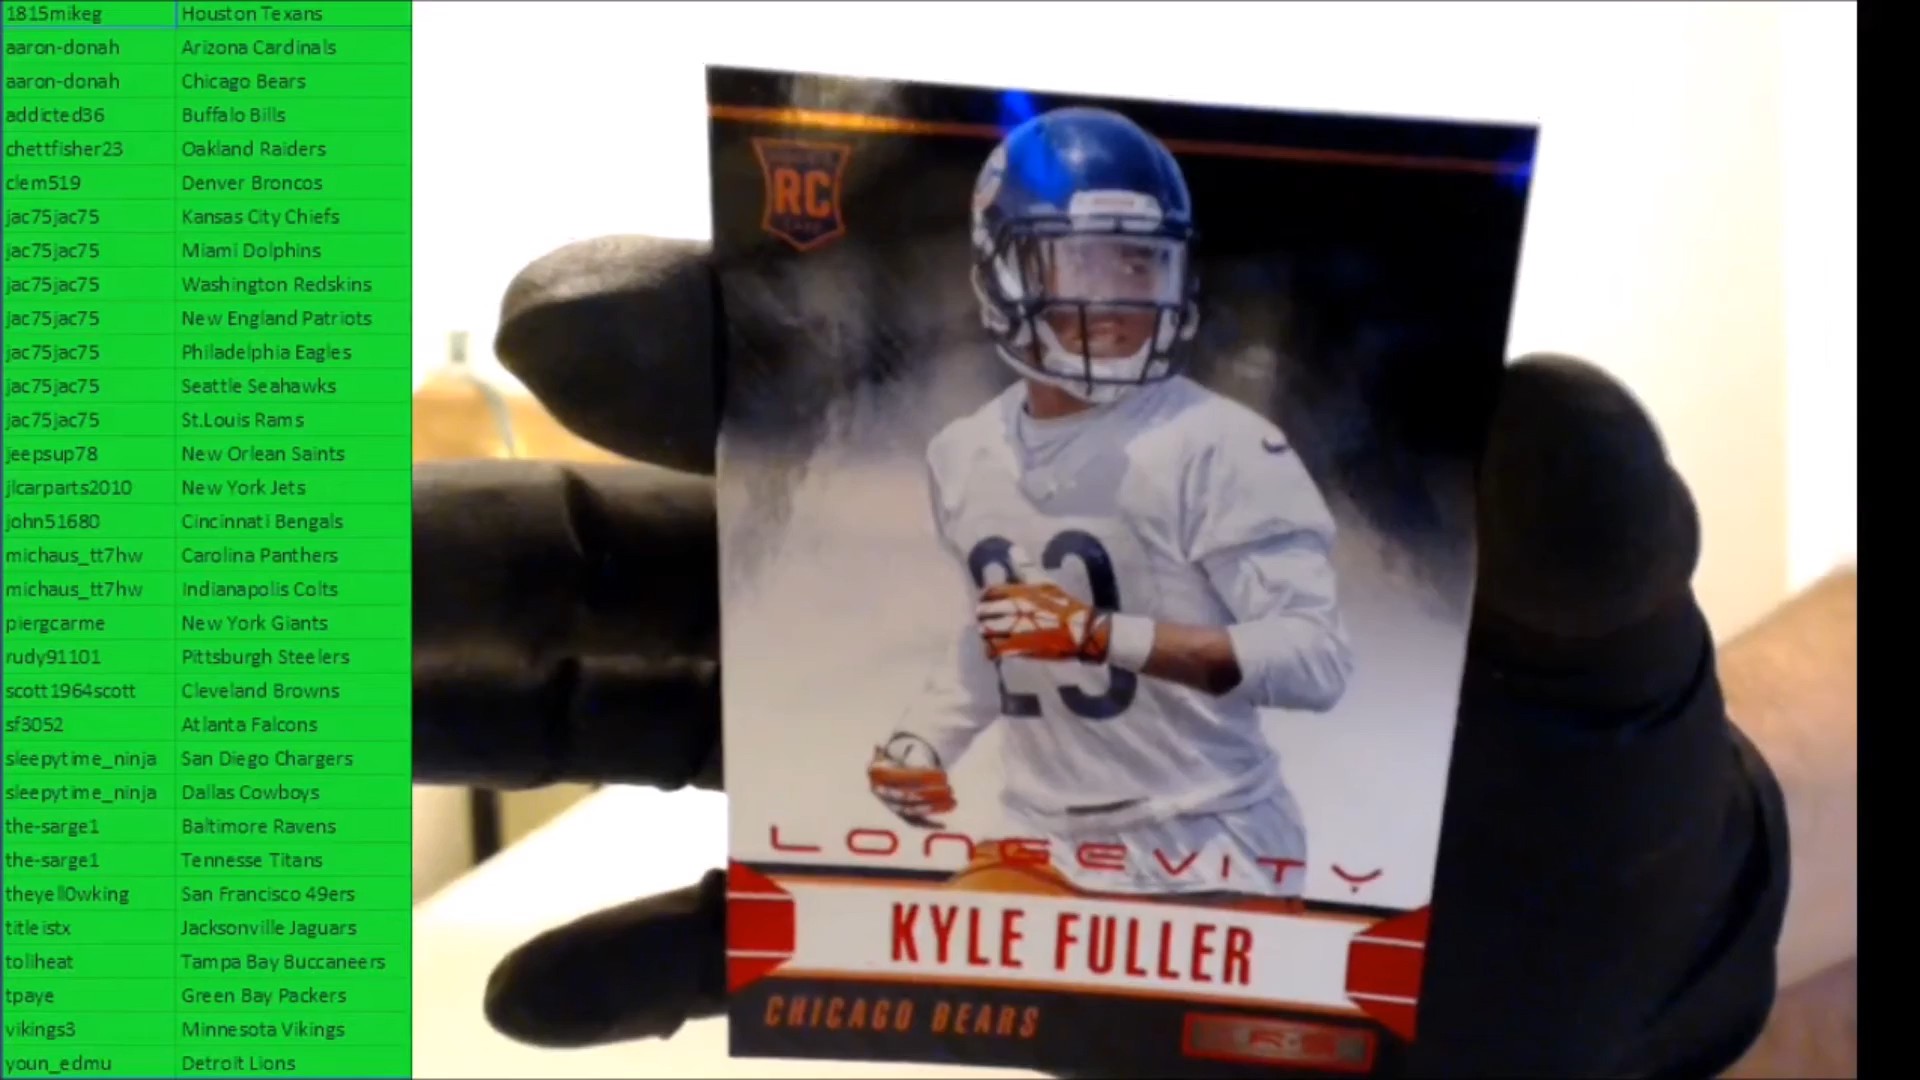 1815mikeg Houston Texans
aaron-donah Arizona Cardinals
aaron-donah Chicago Bears
addicted36 Buffalo Bills
chettfisher23 Oakland Raiders
clem519 Denver Broncos
jac75jac75 Kansas City Chiefs
jac75jac75 Miami Dolphins
jac75jac75 Washington Redskins
jac75jac75 New England Patriots
jac75jac75 Philadelphia Eagles
jac75jac75 Seattle Seahawks
jac75jac75 St.Louis Rams
jeepsup78 New Orlean Saints
jlcarparts2010 New York Jets
john51680 Cincinnati Bengals
michaus_tt7hw Carolina Panthers
michaus_tt7hw Indianapolis Colts
piergcarme New York Giants
rudy91101 Pittsburgh Steelers
scott1964scott Cleveland Browns
sf3052 Atlanta Falcons
sleepytime_ninja San Diego Chargers
sleepytime_ninja Dallas Cowboys
the-sarge1 Baltimore Ravens
the-sarge1 Tennesse Titans
theyell0wking San Francisco 49ers
titleistx Jacksonville Jaguars
toliheat Tampa Bay Buccaneers
tpaye Green Bay Packers
vikings3 Minnesota Vikings
youn_edmu Detroit Lions
RC
23
LONGEVITY
KYLE FULLER
CHICAGO BEARS